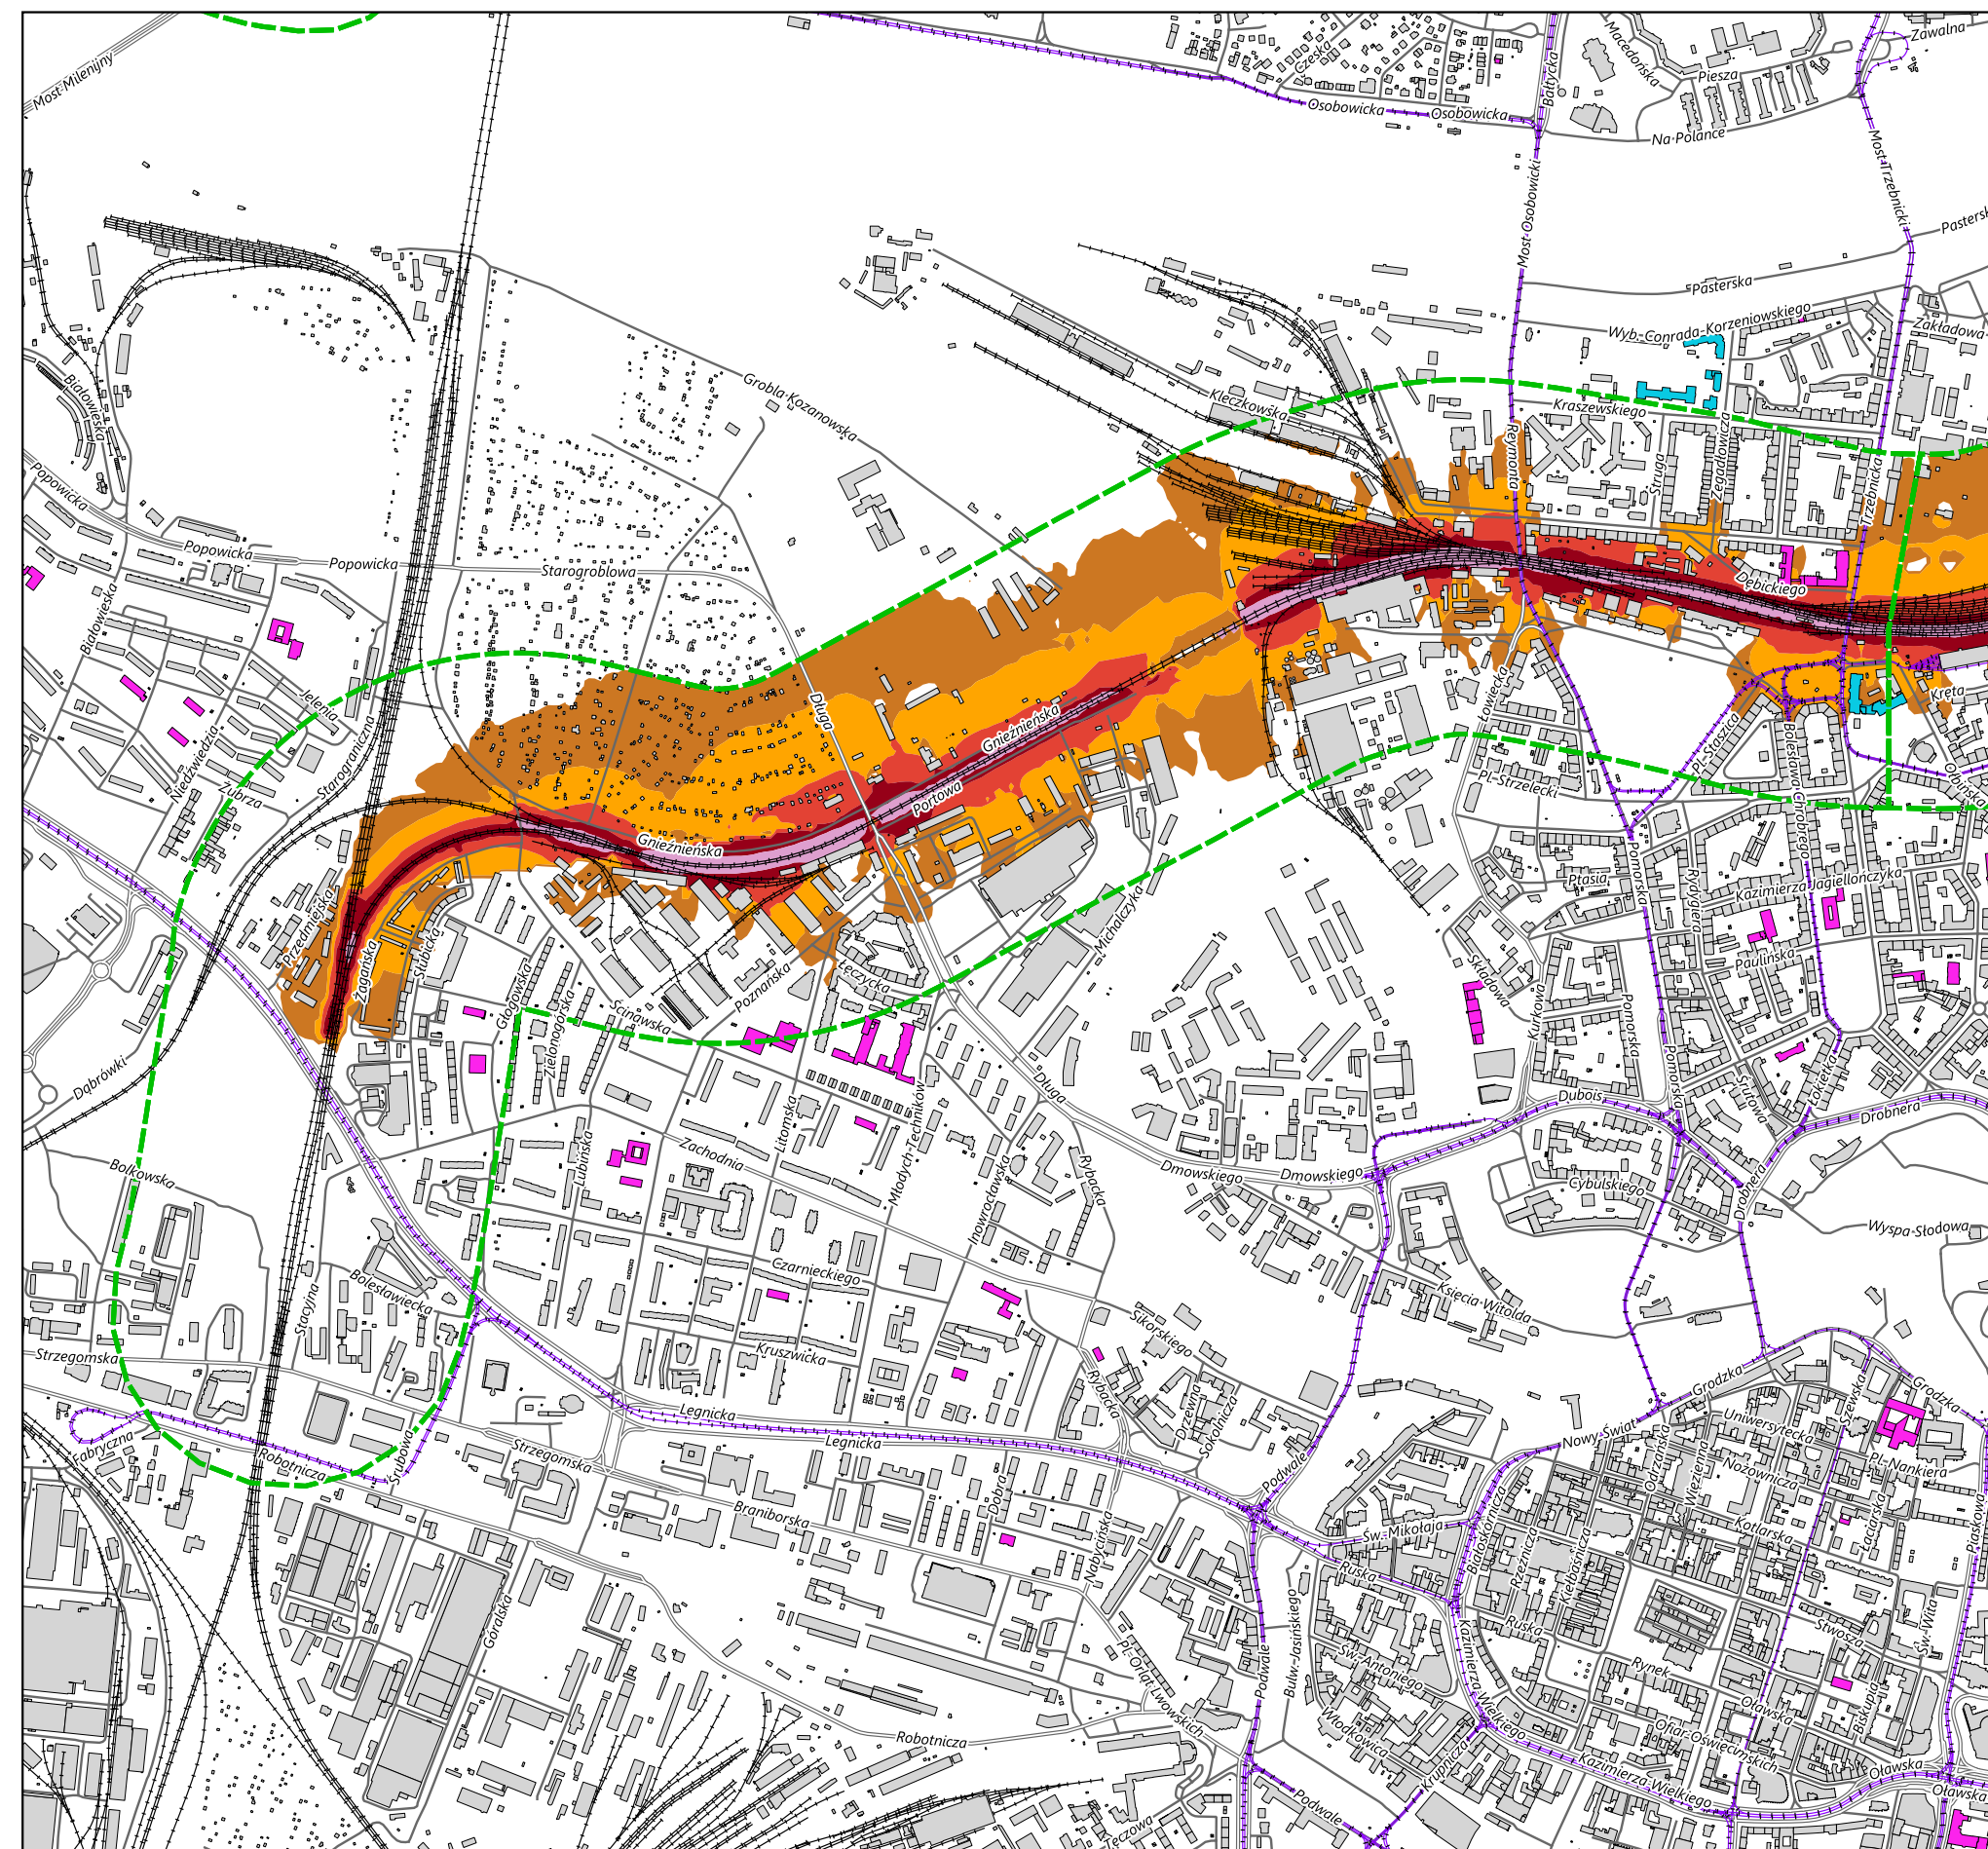 Most Milenijny
Czeska
Bałtycka
Macedońska
Piesza
Zawalna
Osobowicka
Osobowicka
Na Polance
Most Trzebnicki
Most Osobowicki
Pastersk
Pasterska
Wyb. Conrada-Korzeniowskiego
Zakładowa
Białowieska
Grobla Kozanowska
Kleczkowska
Kraszewskiego
Reymonta
Struga
Zegadłowicza
Trzebnicka
Popowicka
Popowicka
Popowicka
Starogroblowa
Białowieska
Dębickiego
Jelenia
Starograniczna
Niedźwiedzia
Żubrza
Długa
Gnieźnieńska
Portowa
Gnieźnieńska
Łowiecka
Pl. Staszica
Kręta
Bolesława Chrobrego
Ołbińska
Pl. Strzelecki
Pomorska
Ptasia
Rydygiera
Kazimierza Jagiellończyka
Paulińska
Przedmiejska
Żagańska
Słubicka
Głogowska
Zielonogórska
Ścinawska
Poznańska
Łęczycka
Michalczyka
Składowa
Kurkowa
Pomorska
Pomorska
Dąbrówki
Długa
Litomska
Młodych Techników
Dubois
Łokietka
Drobnera
Bolkowska
Lubińska
Zachodnia
Inowrocławska
Rybacka
Dmowskiego
Dmowskiego
Cybulskiego
Drobnera
Wyspa Słodowa
Czarnieckiego
Bolesławiecka
Stacyjna
Księcia Witolda
Sikorskiego
Strzegomska
Kruszwicka
Rybacka
Drzewna
Sokolnicza
Grodzka
Grodzka
Legnicka
Legnicka
Nowy Świat
Uniwersytecka
Szewska
Fabryczna
Robotnicza
Śrubowa
Strzegomska
Podwale
Odrzańska
Więzienna
Nożownicza
Pl. Nankiera
Dobra
Braniborska
Nabycińska
Św. Mikołaja
Białoskórnicza
Rzeźnicza
Kiełbaśnicza
Kotlarska
Łaciarska
Piaskowa
Ruska
Ruska
Góralska
Bulw. Jasińskiego
Podwale
Pl. Orląt Lwowskich
Św. Antoniego
Włodkowica
Kazimierza Wielkiego
Rynek
Stwosza
Św. Wita
Oławska
Ofiar Oświęcimskich
Robotnicza
Krupnicza
Kazimierza Wielkiego
Oławska
Oławska
Podwale
Tęczowa